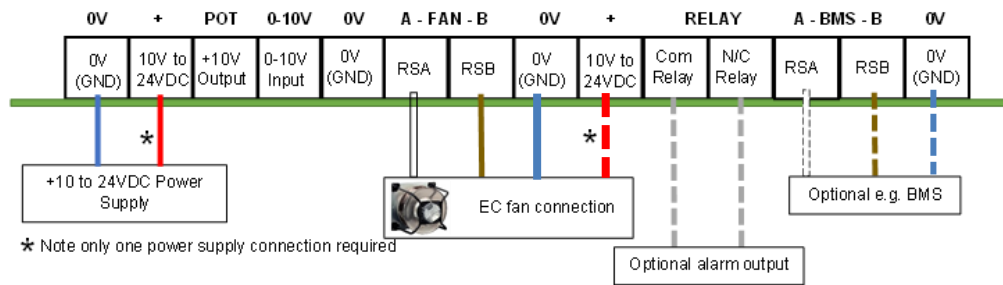 0V + POT 0-10V 0V A - FAN - B 0V + RELAY A - BMS - B 0V
0V (GND)
10V to 24VDC
+10V Output
0-10V Input
0V (GND)
RSA
RSB
0V (GND)
10V to 24VDC
Com Relay
N/C Relay
RSA
RSB
0V (GND)
*
*
+10 to 24VDC Power
Supply
EC fan connection
Optional e.g. BMS
* Note only one power supply connection required
Optional alarm output